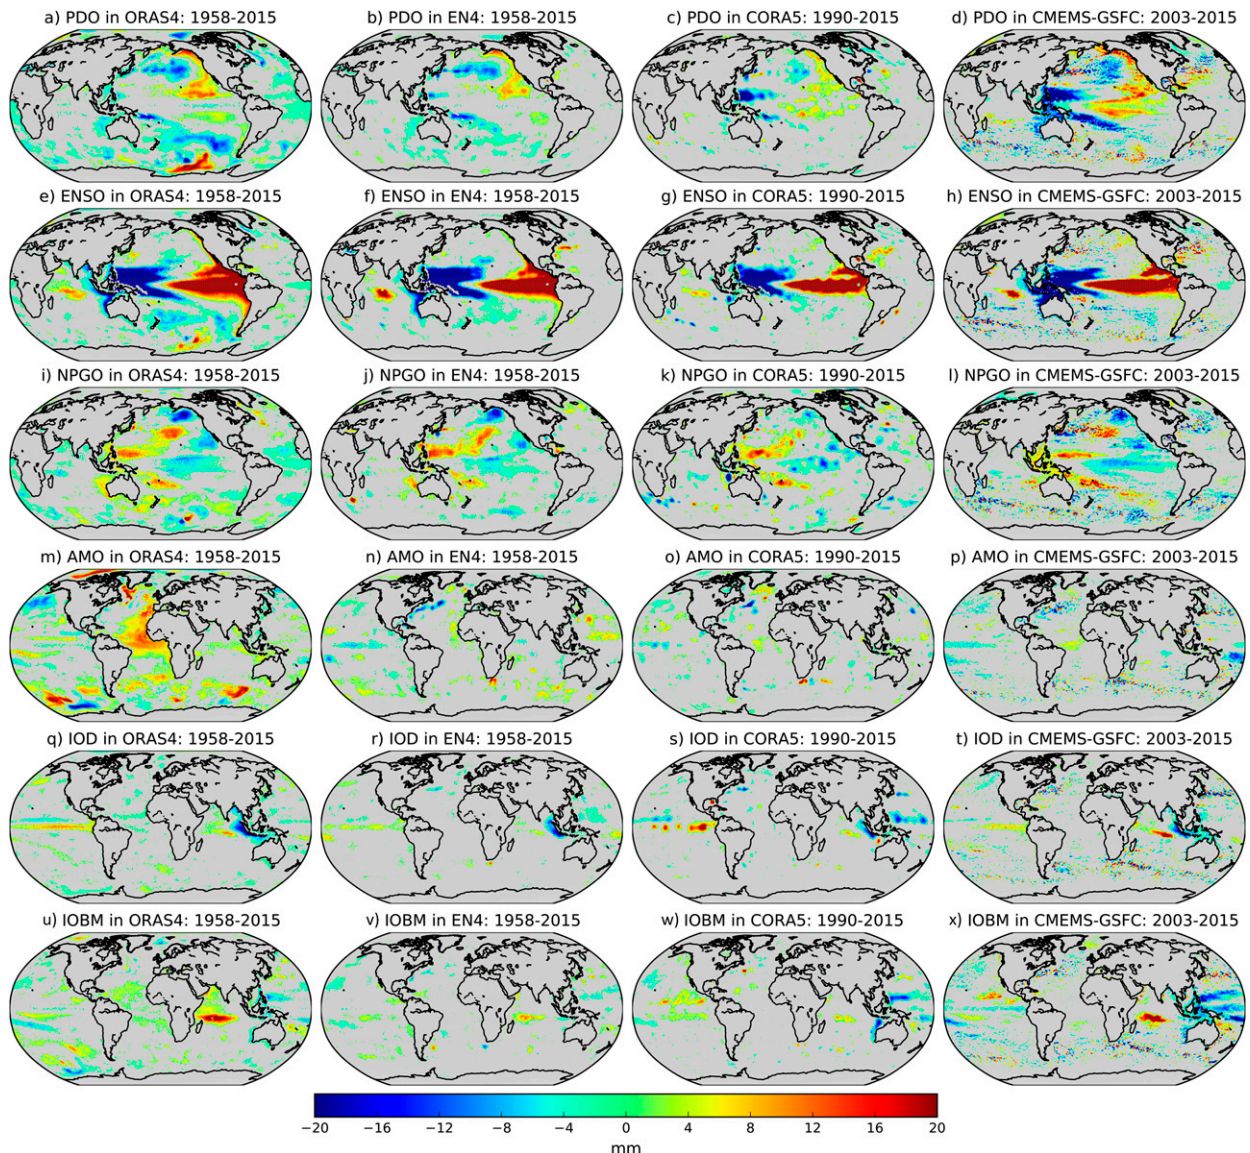 a) PDO in ORAS4: 1958-2015
b) PDO in EN4: 1958-2015
c) PDO in CORA5: 1990-2015
d) PDO in CMEMS-GSFC: 2003-2015
e) ENSO in ORAS4: 1958-2015
f) ENSO in EN4: 1958-2015
g) ENSO in CORA5: 1990-2015
h) ENSO in CMEMS-GSFC: 2003-2015
i) NPGO in ORAS4: 1958-2015
j) NPGO in EN4: 1958-2015
k) NPGO in CORA5: 1990-2015
l) NPGO in CMEMS-GSFC: 2003-2015
m) AMO in ORAS4: 1958-2015
n) AMO in EN4: 1958-2015
o) AMO in CORA5: 1990-2015
p) AMO in CMEMS-GSFC: 2003-2015
q) IOD in ORAS4: 1958-2015
r) IOD in EN4: 1958-2015
s) IOD in CORA5: 1990-2015
t) IOD in CMEMS-GSFC: 2003-2015
u) IOBM in ORAS4: 1958-2015
v) IOBM in EN4: 1958-2015
w) IOBM in CORA5: 1990-2015
x) IOBM in CMEMS-GSFC: 2003-2015
−20 −16 −12 −8 −4 0 4 8 12 16 20
mm